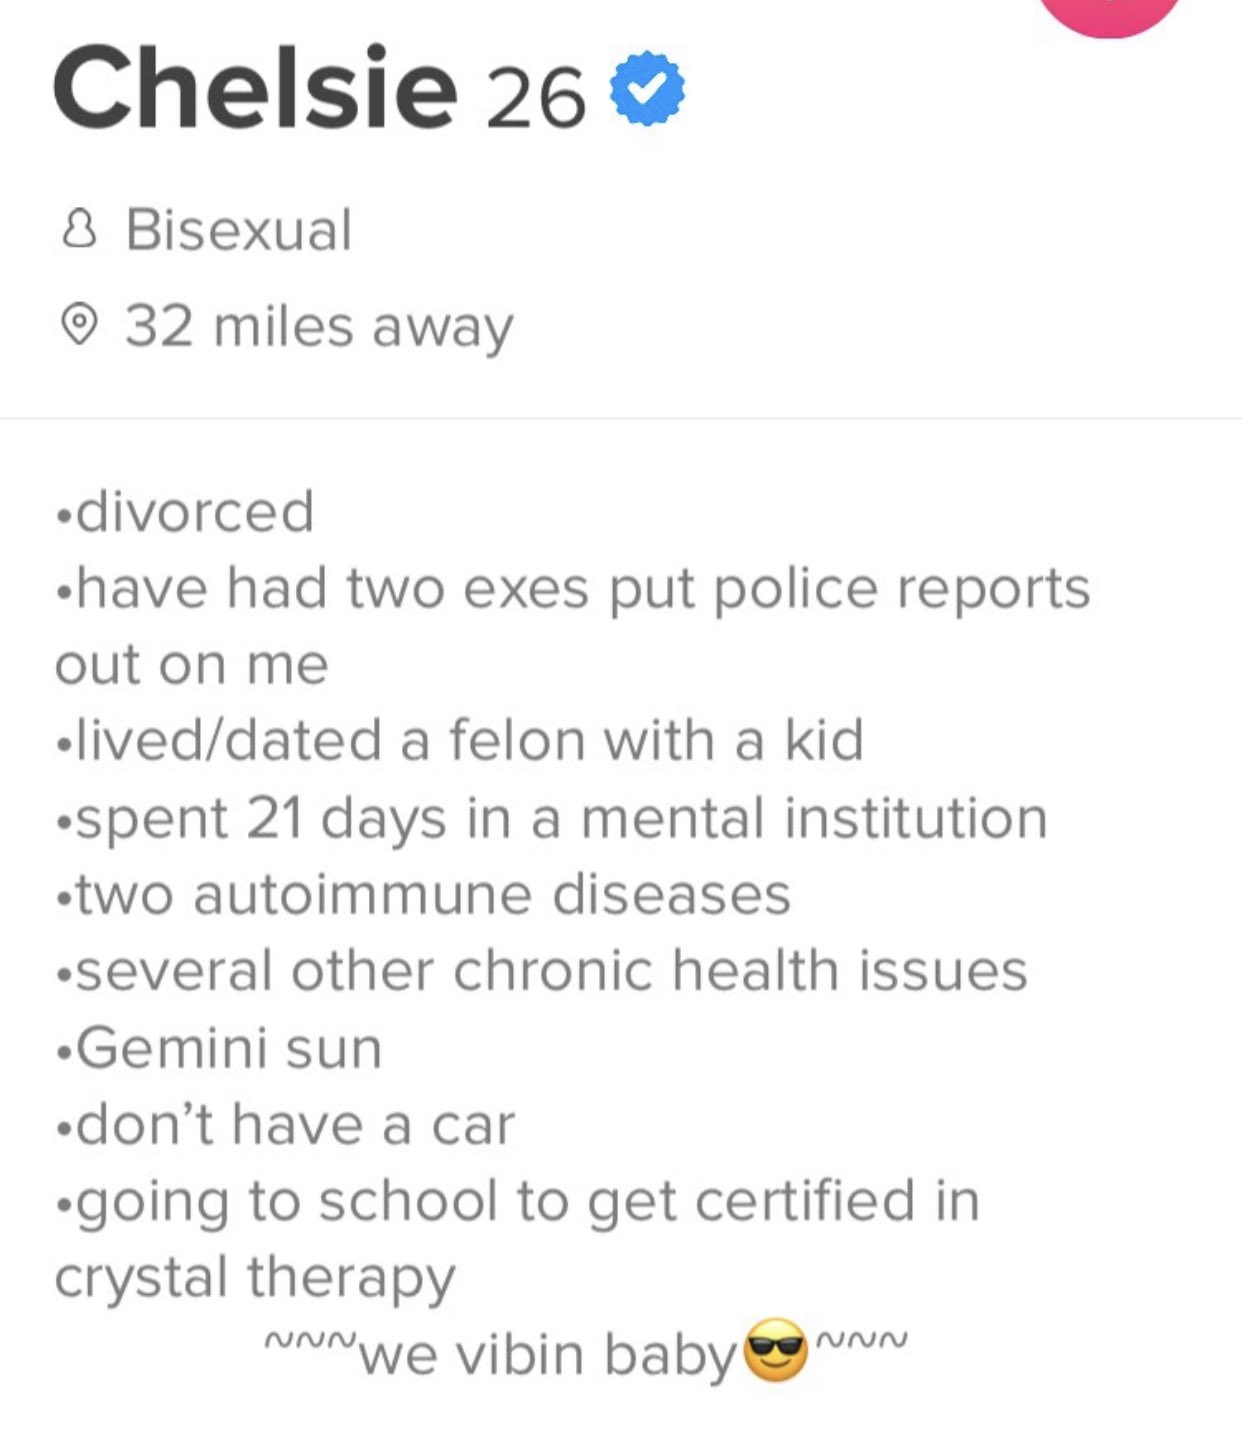 Chelsie 26
Bisexual
32 miles away
•divorced
•have had two exes put police reports
out on me
•lived/dated a felon with a kid
•spent 21 days in a mental institution
•two autoimmune diseases
•several other chronic health issues
•Gemini sun
•don’t have a car
•going to school to get certified in
crystal therapy
~~~we vibin baby😎~~~